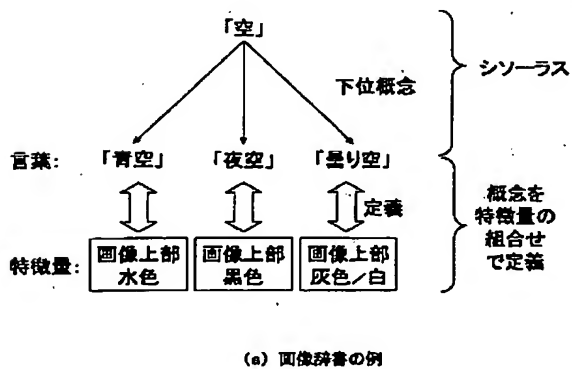 「空」
下位概念
シソーラス
言葉:
「青空」
「夜空」
「曇り空」
定義
概念を
特徴量の
組合せ
で定義
特徴量:
画像上部
水色
画像上部
黒色
画像上部
灰色／白
(a) 画像辞書の例